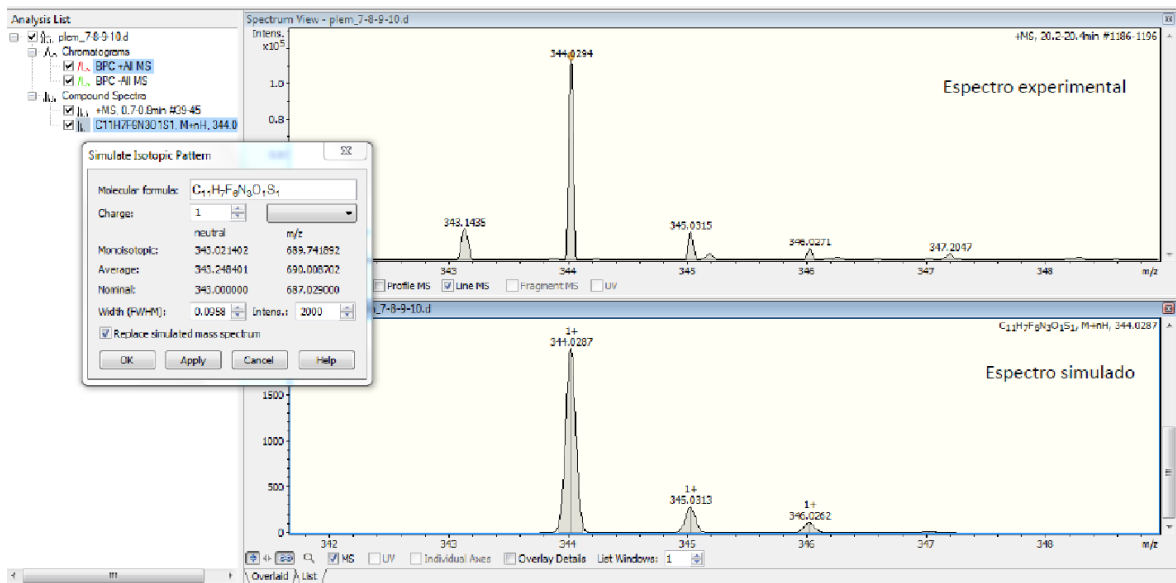 Analysis List
plem_7-8-9-10.d
Chromatograms
BPC +All MS
BPC -All MS
Compound Spectra
+MS, 0.7-0.8min #39-45
C11H7F6N3O1S1, M+nH, 344.0
Simulate Isotopic Pattern
Molecular formula: C11H7F6N3O1S1
Charge: 1
neutral m/z
Monoisotopic: 343.021402 689.741892
Average: 343.248401 690.008702
Nominal: 343.000000 687.029000
Width (FWHM): 0.0958 Intens.: 2000
Replace simulated mass spectrum
OK Apply Cancel Help
Spectrum View - plem_7-8-9-10.d
Intens.
x10⁵
+MS, 20.2-20.4min #1186-1196
344.0294
Espectro experimental
1.0
0.8
343.1435
345.0315
346.0271
347.2047
343 344 345 346 347 348 m/z
Profile MS Line MS Fragment MS UV
_7-8-9-10.d
C11H7F6N3O1S1, M+nH, 344.0287
1+
344.0287
Espectro simulado
1500
1000
500
0
1+
345.0313
1+
346.0262
342 343 344 345 346 347 348 m/z
MS UV Individual Axes Overlay Details List Windows: 1
Overlaid List